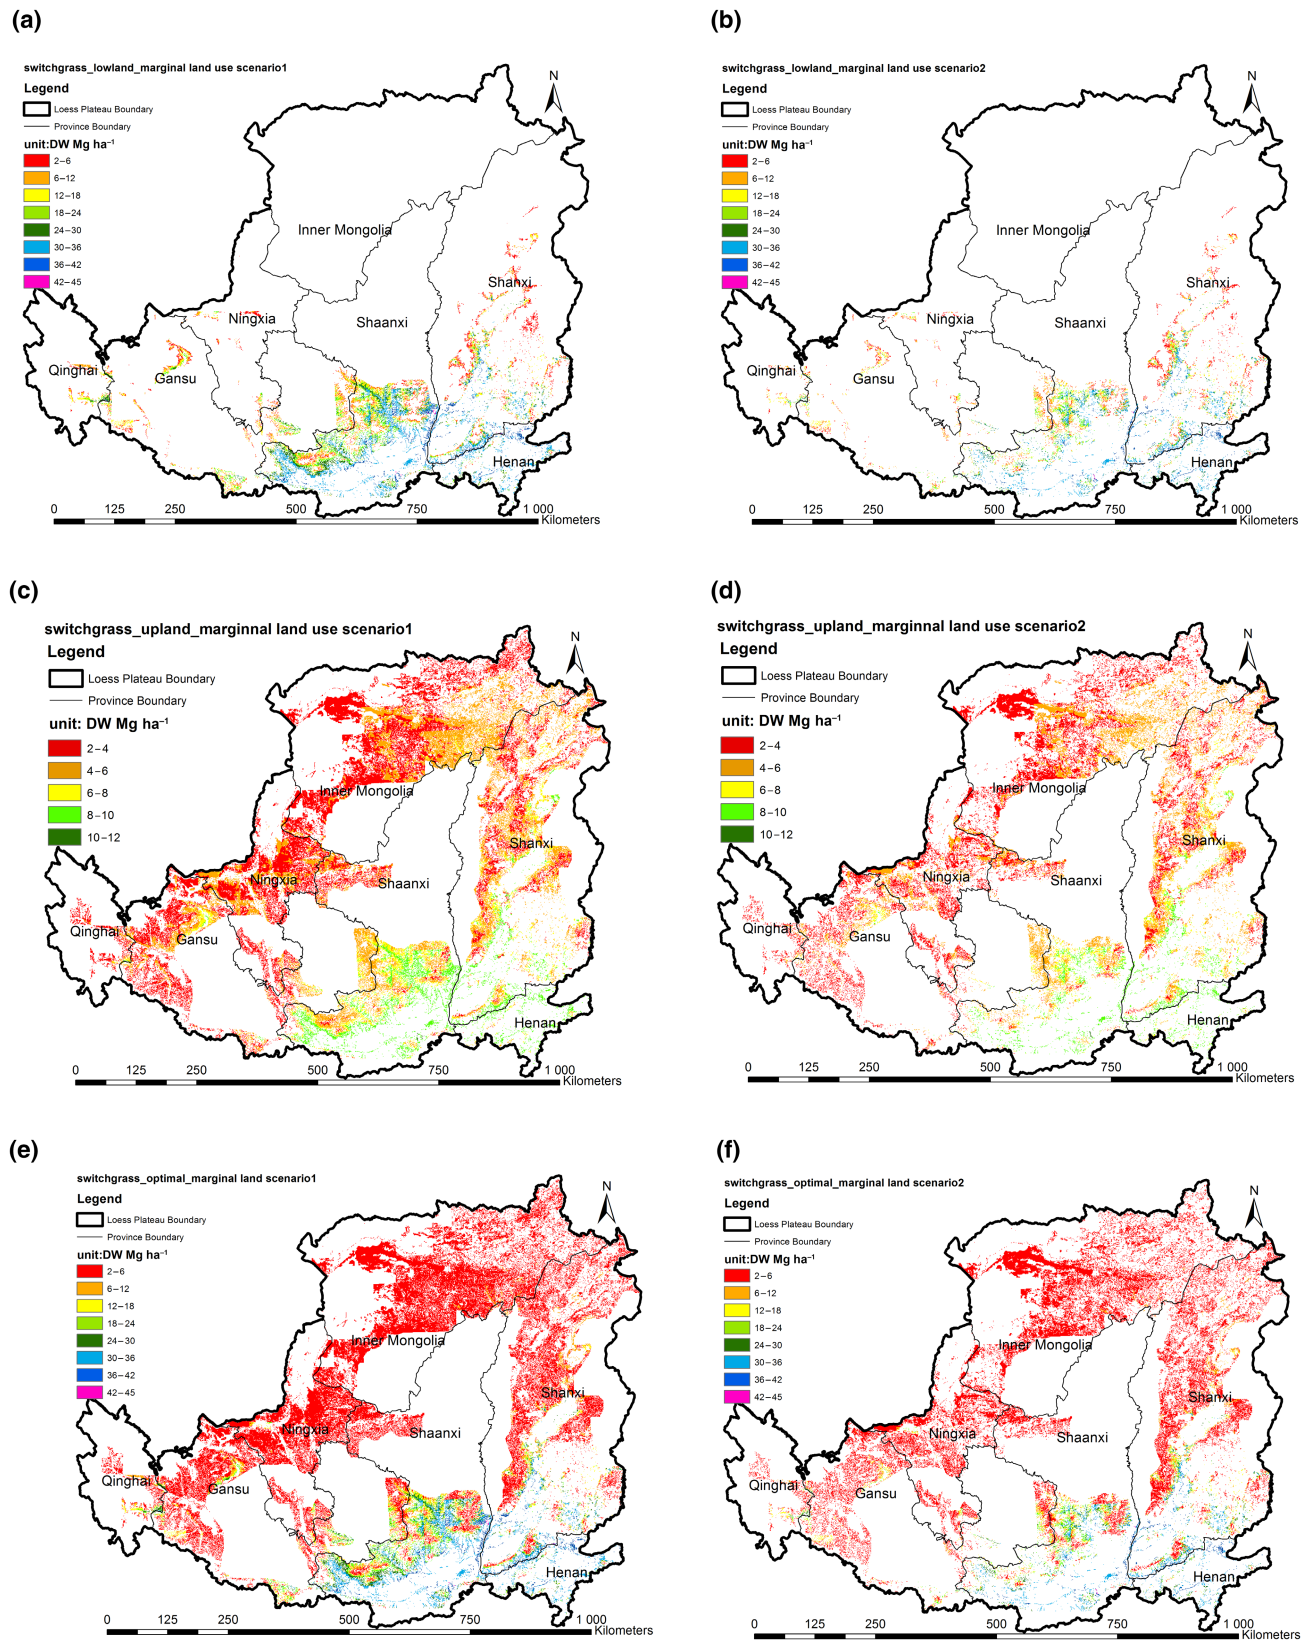 (a)
switchgrass_lowland_marginal land use scenario1
Legend
Loess Plateau Boundary
Province Boundary
unit:DW Mg ha⁻¹
2–6
6–12
12–18
18–24
24–30
30–36
36–42
42–45
N
Inner Mongolia
Shanxi
Ningxia
Shaanxi
Qinghai
Gansu
Henan
0 125 250 500 750 1 000
Kilometers
(b)
switchgrass_lowland_marginal land use scenario2
Legend
Loess Plateau Boundary
Province Boundary
unit:DW Mg ha⁻¹
2–6
6–12
12–18
18–24
24–30
30–36
36–42
42–45
N
Inner Mongolia
Shanxi
Ningxia
Shaanxi
Qinghai
Gansu
Henan
0 125 250 500 750 1 000
Kilometers
(c)
switchgrass_upland_marginnal land use scenario1
Legend
Loess Plateau Boundary
Province Boundary
unit: DW Mg ha⁻¹
2–4
4–6
6–8
8–10
10–12
N
Inner Mongolia
Shanxi
Ningxia
Shaanxi
Qinghai
Gansu
Henan
0 125 250 500 750 1 000
Kilometers
(d)
switchgrass_upland_marginnal land use scenario2
Legend
Loess Plateau Boundary
Province Boundary
unit: DW Mg ha⁻¹
2–4
4–6
6–8
8–10
10–12
N
Inner Mongolia
Shanxi
Ningxia
Shaanxi
Qinghai
Gansu
Henan
0 125 250 500 750 1 000
Kilometers
(e)
switchgrass_optimal_marginal land scenario1
Legend
Loess Plateau Boundary
Province Boundary
unit:DW Mg ha⁻¹
2–6
6–12
12–18
18–24
24–30
30–36
36–42
42–45
N
Inner Mongolia
Shanxi
Ningxia
Shaanxi
Qinghai
Gansu
Henan
0 125 250 500 750 1 000
Kilometers
(f)
switchgrass_optimal_marginal land scenario2
Legend
Loess Plateau Boundary
Province Boundary
unit:DW Mg ha⁻¹
2–6
6–12
12–18
18–24
24–30
30–36
36–42
42–45
N
Inner Mongolia
Shanxi
Ningxia
Shaanxi
Qinghai
Gansu
Henan
0 125 250 500 750 1 000
Kilometers